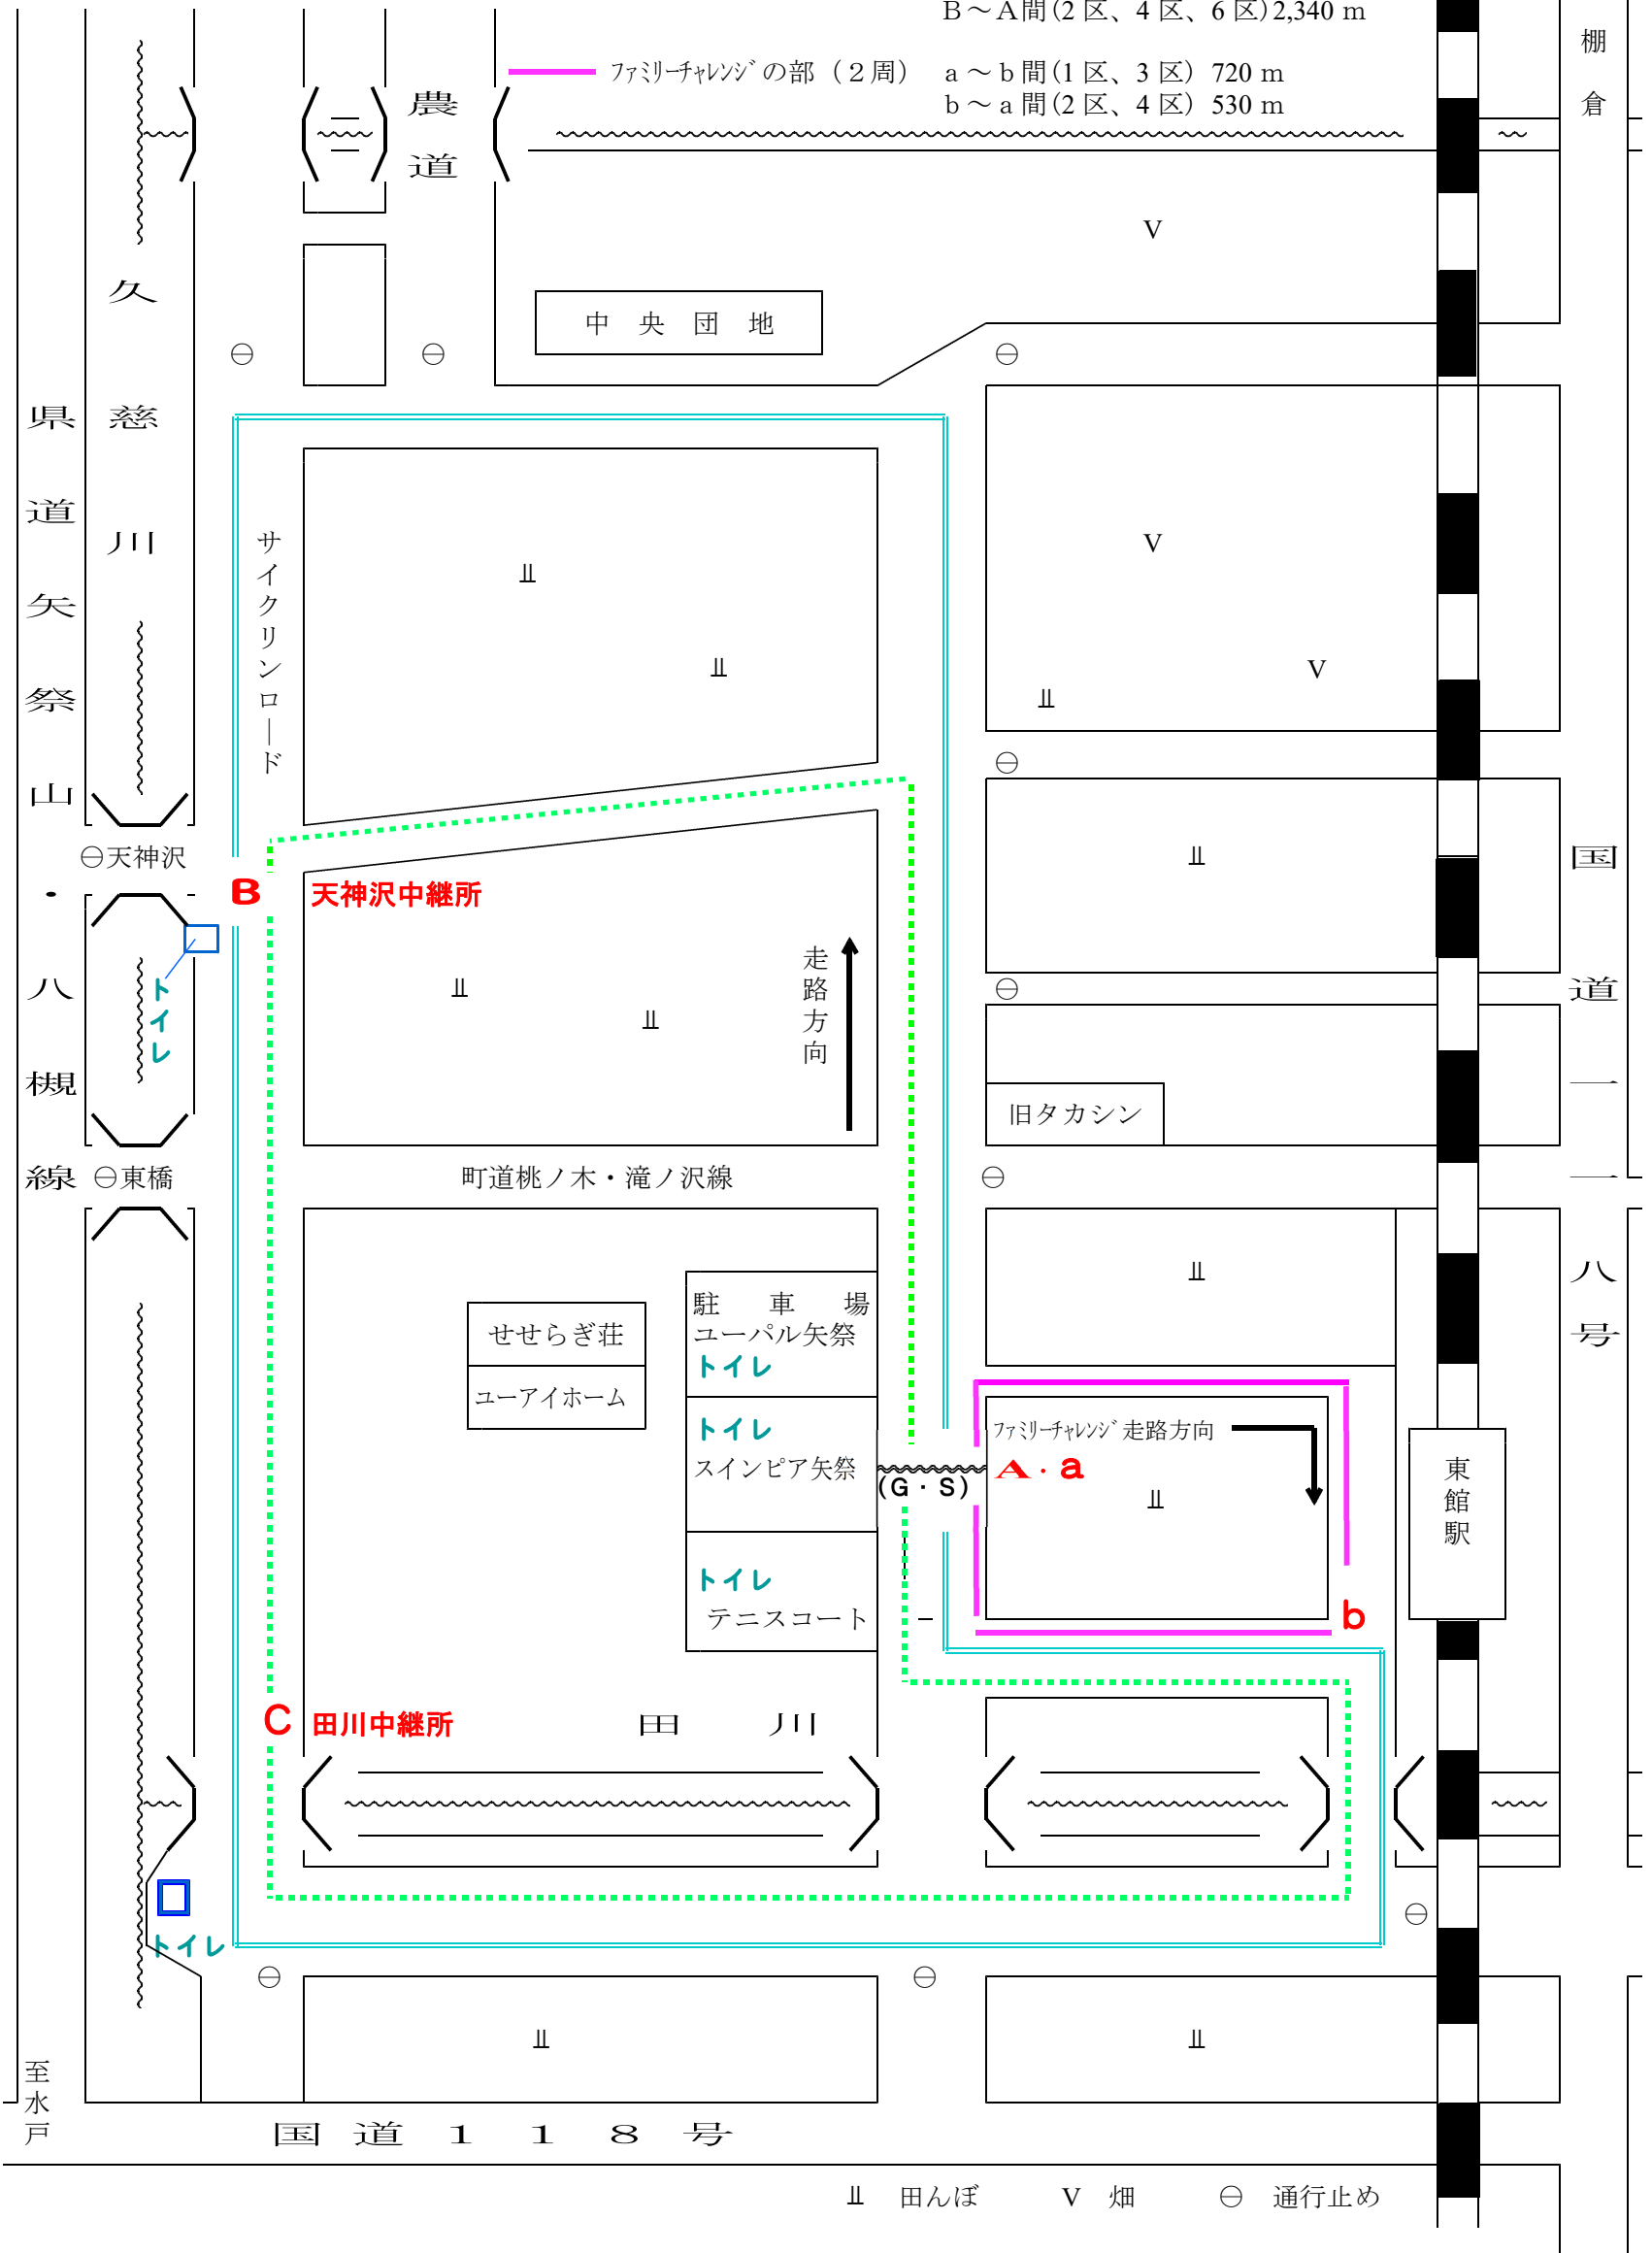 B～A間(2区、4区、6区)2,340 m
ﾌｧﾐﾘｰﾁｬﾚﾝｼﾞの部（２周） a～b間(1区、3区) 720 m
b～a間(2区、4区) 530 m
棚倉
農道
V
久慈川
中央団地
県道矢祭山・八槻線
サイクリンロード
V
V
天神沢
B
天神沢中継所
国道一一八号
走路方向
トイレ
旧タカシン
東橋
町道桃ノ木・滝ノ沢線
駐車場
ユーパル矢祭
トイレ
せせらぎ荘
ユーアイホーム
トイレ
スインピア矢祭
(G・S)
ﾌｧﾐﾘｰﾁｬﾚﾝｼﾞ走路方向
A・a
東館駅
トイレ
テニスコート
b
C
田川中継所
田川
トイレ
至水戸
国道１１８号
田んぼ V 畑 ⊖ 通行止め